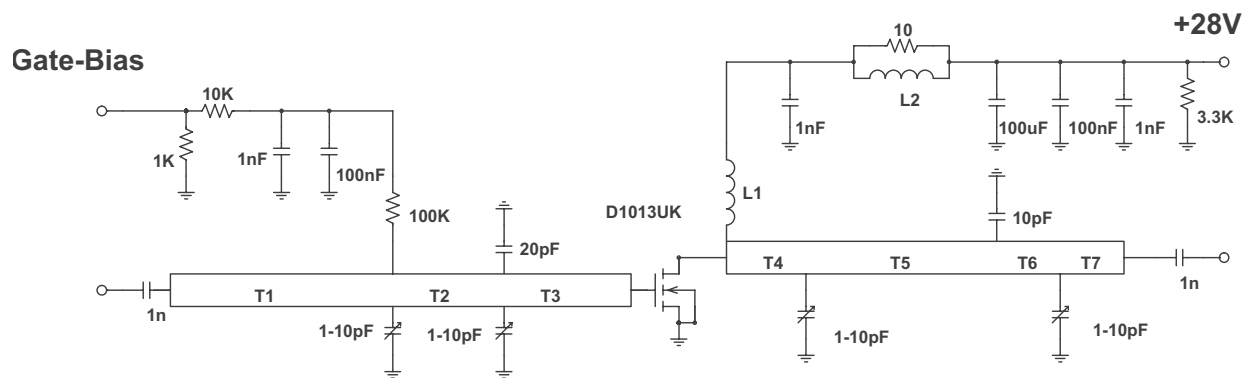 +28V
10
Gate-Bias
L2
10K
1nF
100uF
100nF
1nF
3.3K
1K
1nF
100nF
L1
100K
D1013UK
10pF
20pF
T1
T2
T3
T4
T5
T6
T7
1n
1n
1-10pF
1-10pF
1-10pF
1-10pF